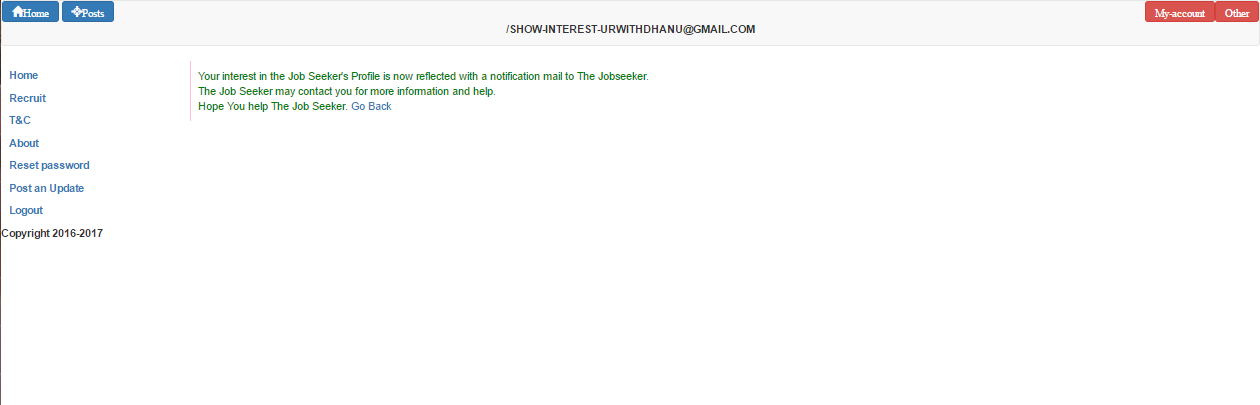 Home Posts My-account Other
/SHOW-INTEREST-URWITHDHANU@GMAIL.COM
Home
Recruit
T&C
About
Reset password
Post an Update
Logout
Copyright 2016-2017
Your interest in the Job Seeker's Profile is now reflected with a notification mail to The Jobseeker.
The Job Seeker may contact you for more information and help.
Hope You help The Job Seeker. Go Back